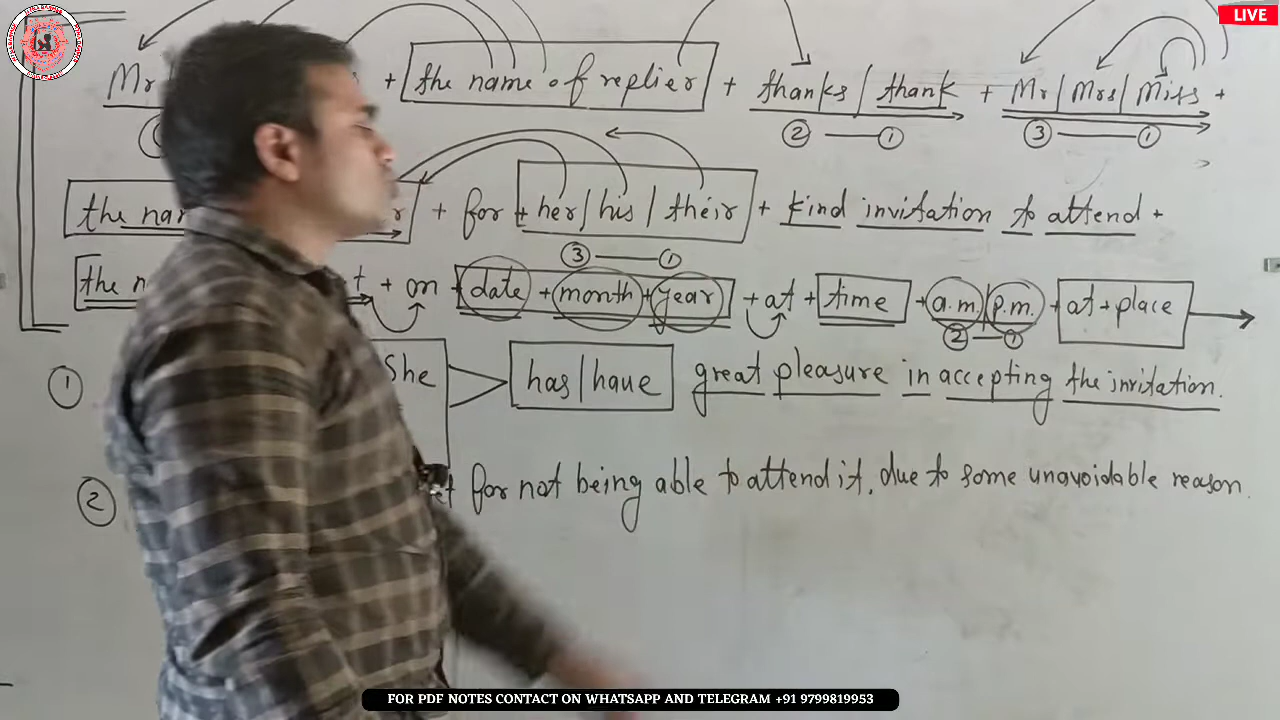 LIVE
Mr + the name of replier + thanks/thank + Mr/Mrs/Miss +
② — ① ③ — ①
the + for + her/his/their + kind invitation to attend +
③ — ①
the + on + date + month + year + at + time + a.m./p.m. + at + place
② — ①
① She has/have great pleasure in accepting the invitation.
② for not being able to attend it, due to some unavoidable reason.
FOR PDF NOTES CONTACT ON WHATSAPP AND TELEGRAM +91 9799819953